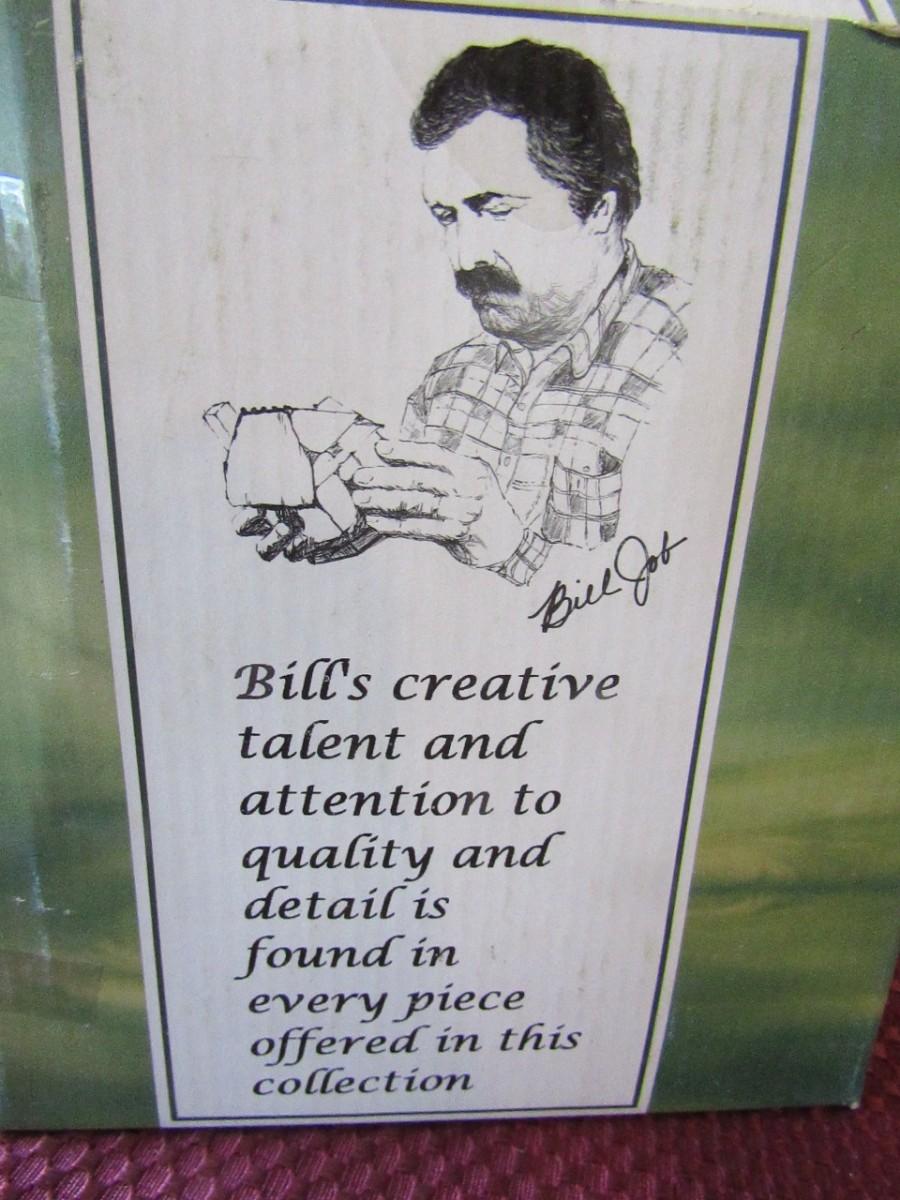 Bill Job
Bill's creative
talent and
attention to
quality and
detail is
found in
every piece
offered in this
collection